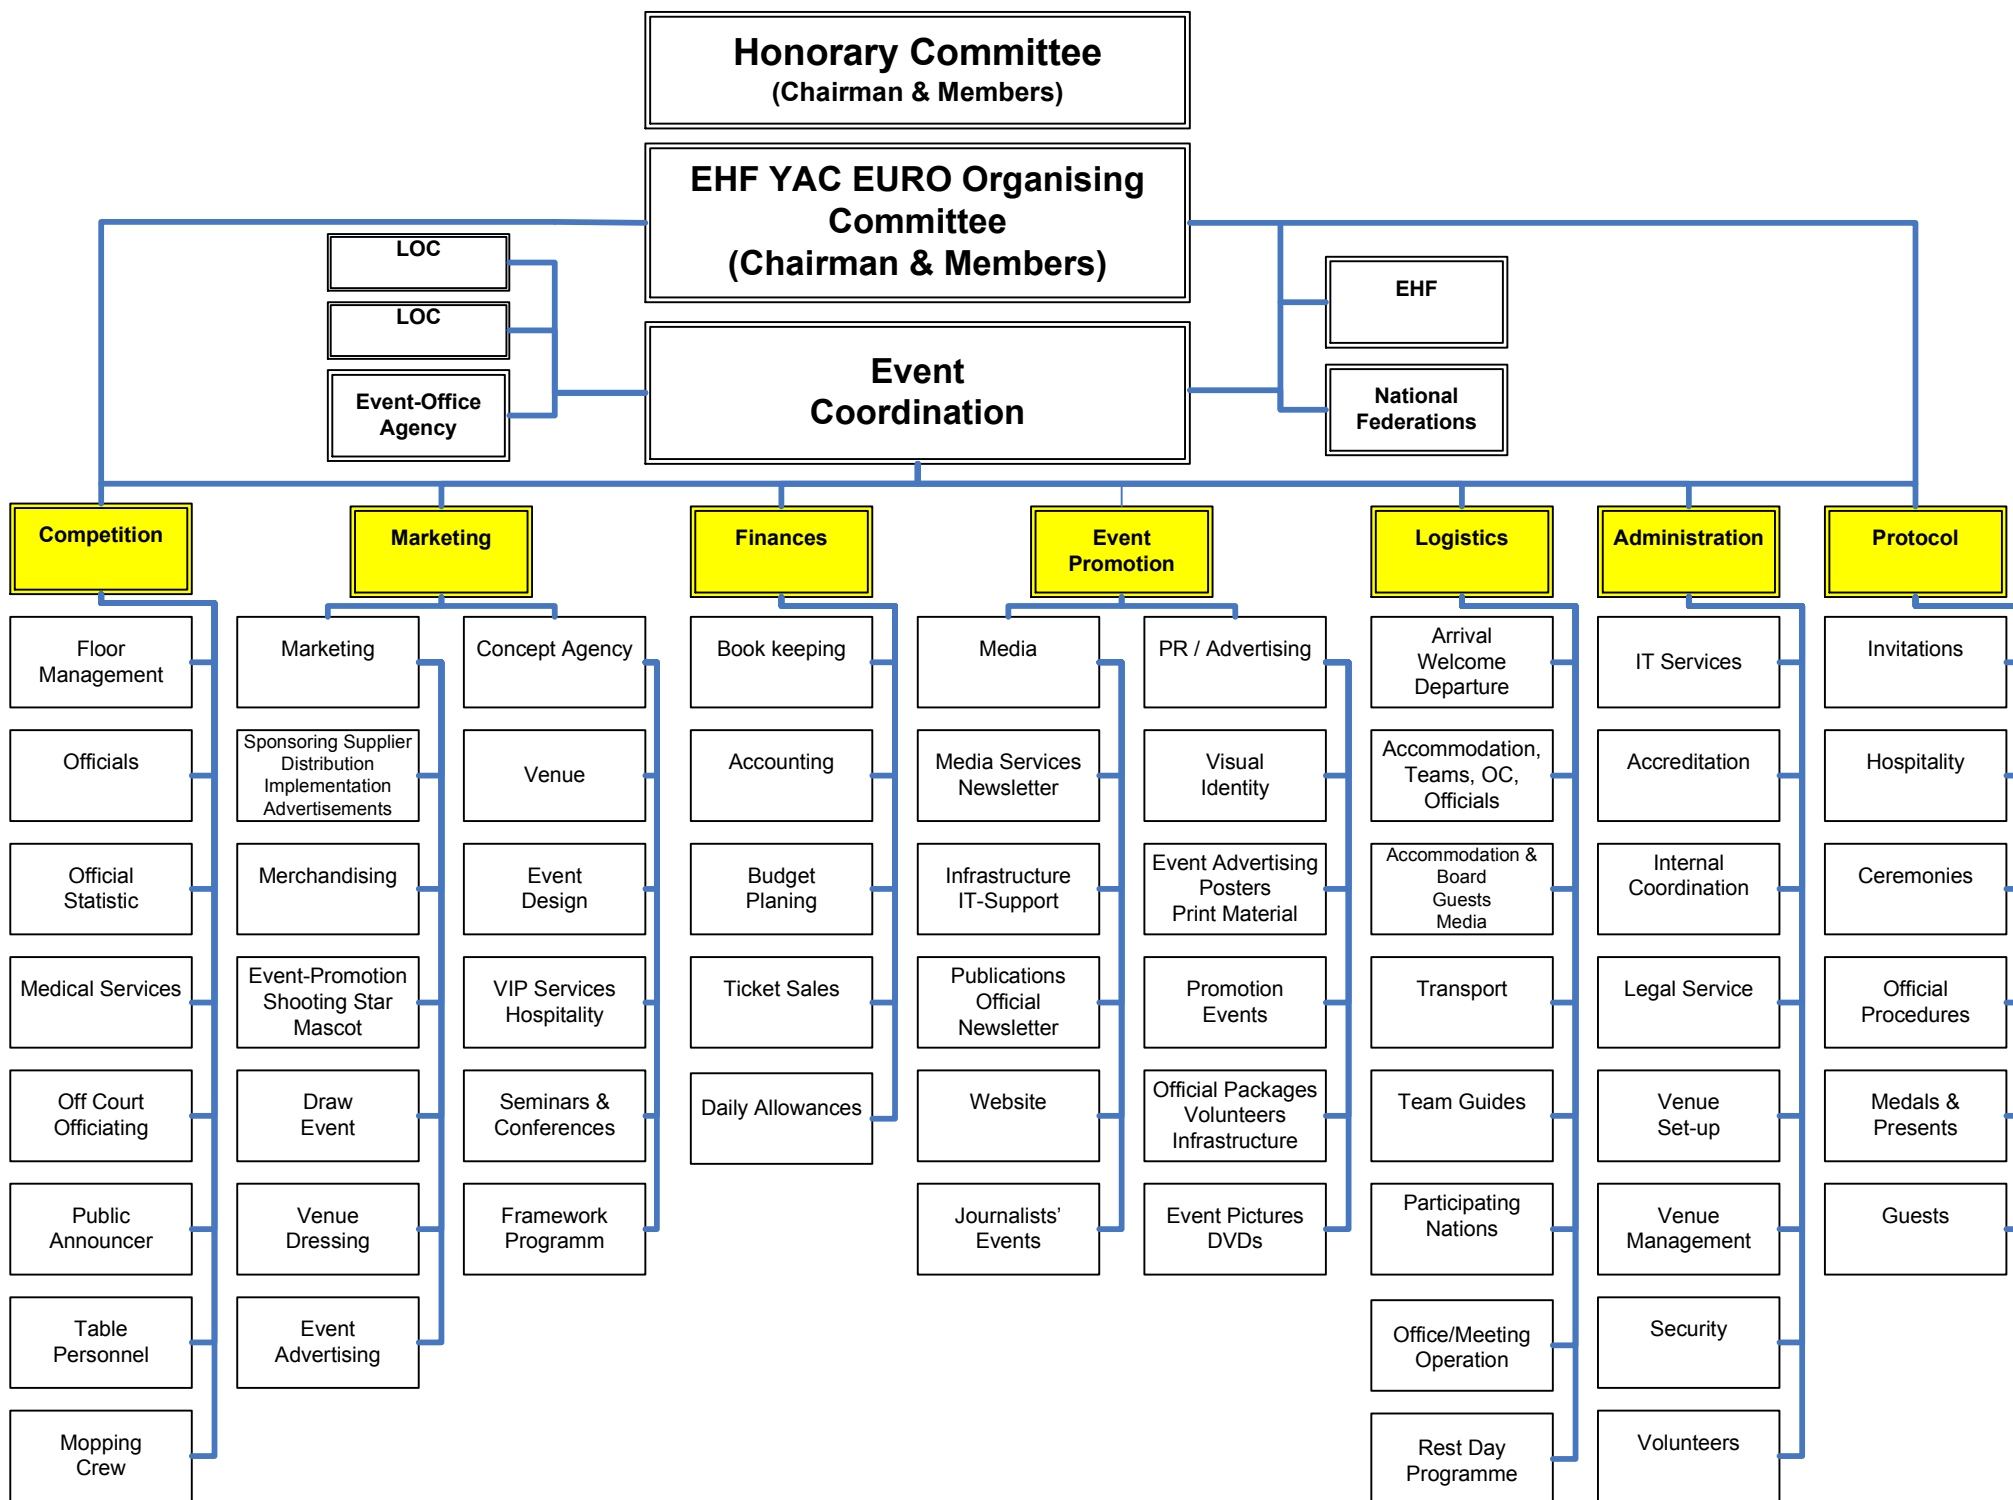 Honorary Committee
(Chairman & Members)
EHF YAC EURO Organising
Committee
(Chairman & Members)
LOC
LOC
Event-Office
Agency
Event
Coordination
EHF
National
Federations
Competition
Marketing
Finances
Event
Promotion
Logistics
Administration
Protocol
Floor
Management
Officials
Official
Statistic
Medical Services
Off Court
Officiating
Public
Announcer
Table
Personnel
Mopping
Crew
Marketing
Sponsoring Supplier
Distribution
Implementation
Advertisements
Merchandising
Event-Promotion
Shooting Star
Mascot
Draw
Event
Venue
Dressing
Event
Advertising
Concept Agency
Venue
Event
Design
VIP Services
Hospitality
Seminars &
Conferences
Framework
Programm
Book keeping
Accounting
Budget
Planing
Ticket Sales
Daily Allowances
Media
Media Services
Newsletter
Infrastructure
IT-Support
Publications
Official
Newsletter
Website
Journalists’
Events
PR / Advertising
Visual
Identity
Event Advertising
Posters
Print Material
Promotion
Events
Official Packages
Volunteers
Infrastructure
Event Pictures
DVDs
Arrival
Welcome
Departure
Accommodation,
Teams, OC,
Officials
Accommodation &
Board
Guests
Media
Transport
Team Guides
Participating
Nations
Office/Meeting
Operation
Rest Day
Programme
IT Services
Accreditation
Internal
Coordination
Legal Service
Venue
Set-up
Venue
Management
Security
Volunteers
Invitations
Hospitality
Ceremonies
Official
Procedures
Medals &
Presents
Guests